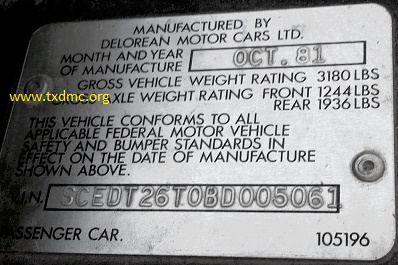 MANUFACTURED BY
DELOREAN MOTOR CARS LTD.
MONTH AND YEAR OF MANUFACTURE OCT. 81
GROSS VEHICLE WEIGHT RATING 3180 LBS
www.txdmc.org
AXLE WEIGHT RATING FRONT 1244 LBS
REAR 1936 LBS
THIS VEHICLE CONFORMS TO ALL
APPLICABLE FEDERAL MOTOR VEHICLE
SAFETY AND BUMPER STANDARDS IN
EFFECT ON THE DATE OF MANUFACTURE
SHOWN ABOVE.
V.I.N. SCEDT26T0BD005061
PASSENGER CAR. 105196